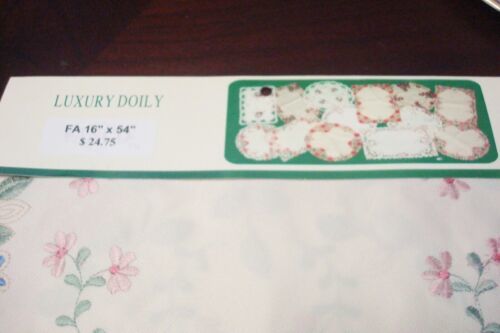 LUXURY DOILY
FA 16" x 54"
$ 24.75